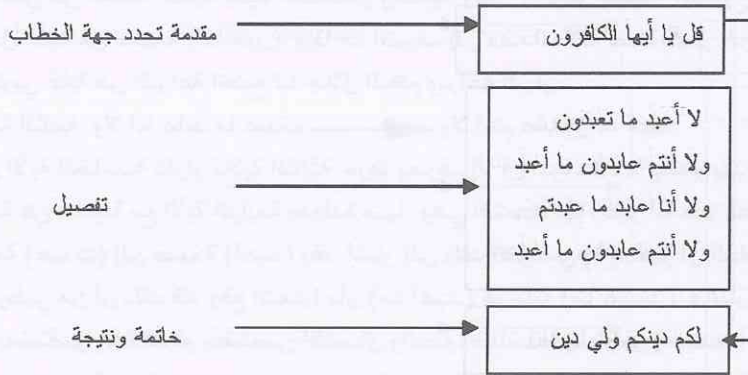 مقدمة تحدد جهة الخطاب
قل يا أيها الكافرون
تفصيل
لا أعبد ما تعبدون
ولا أنتم عابدون ما أعبد
ولا أنا عابد ما عبدتم
ولا أنتم عابدون ما أعبد
خاتمة ونتيجة
لكم دينكم ولي دين